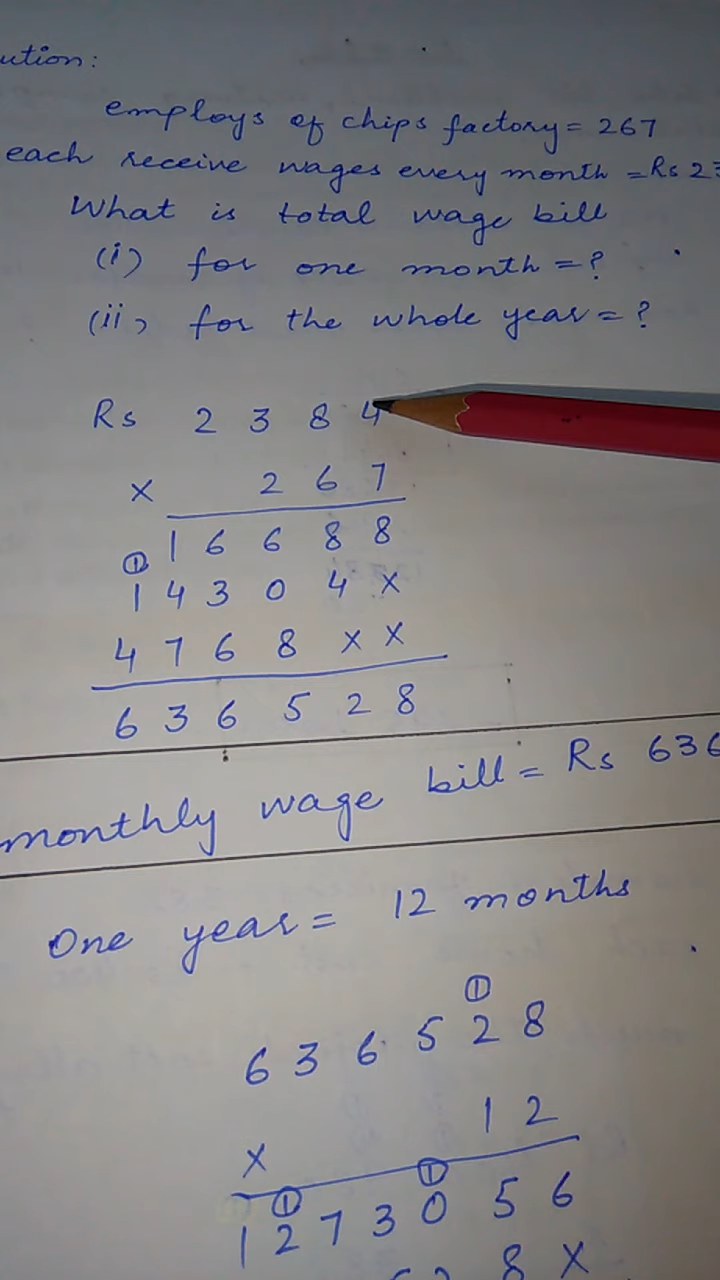 ution:
employs of chips factory = 267
each receive wages every month = Rs 23
What is total wage bill
(i) for one month = ?
(ii) for the whole year = ?
Rs 2 3 8 4
x 2 6 7
1 6 6 8 8
①
1 4 3 0 4 x
4 7 6 8 x x
6 3 6 5 2 8
monthly wage bill = Rs 636
One year = 12 months
①
6 3 6 5 2 8
x 1 2
① ①
1 2 7 3 0 5 6
8 x